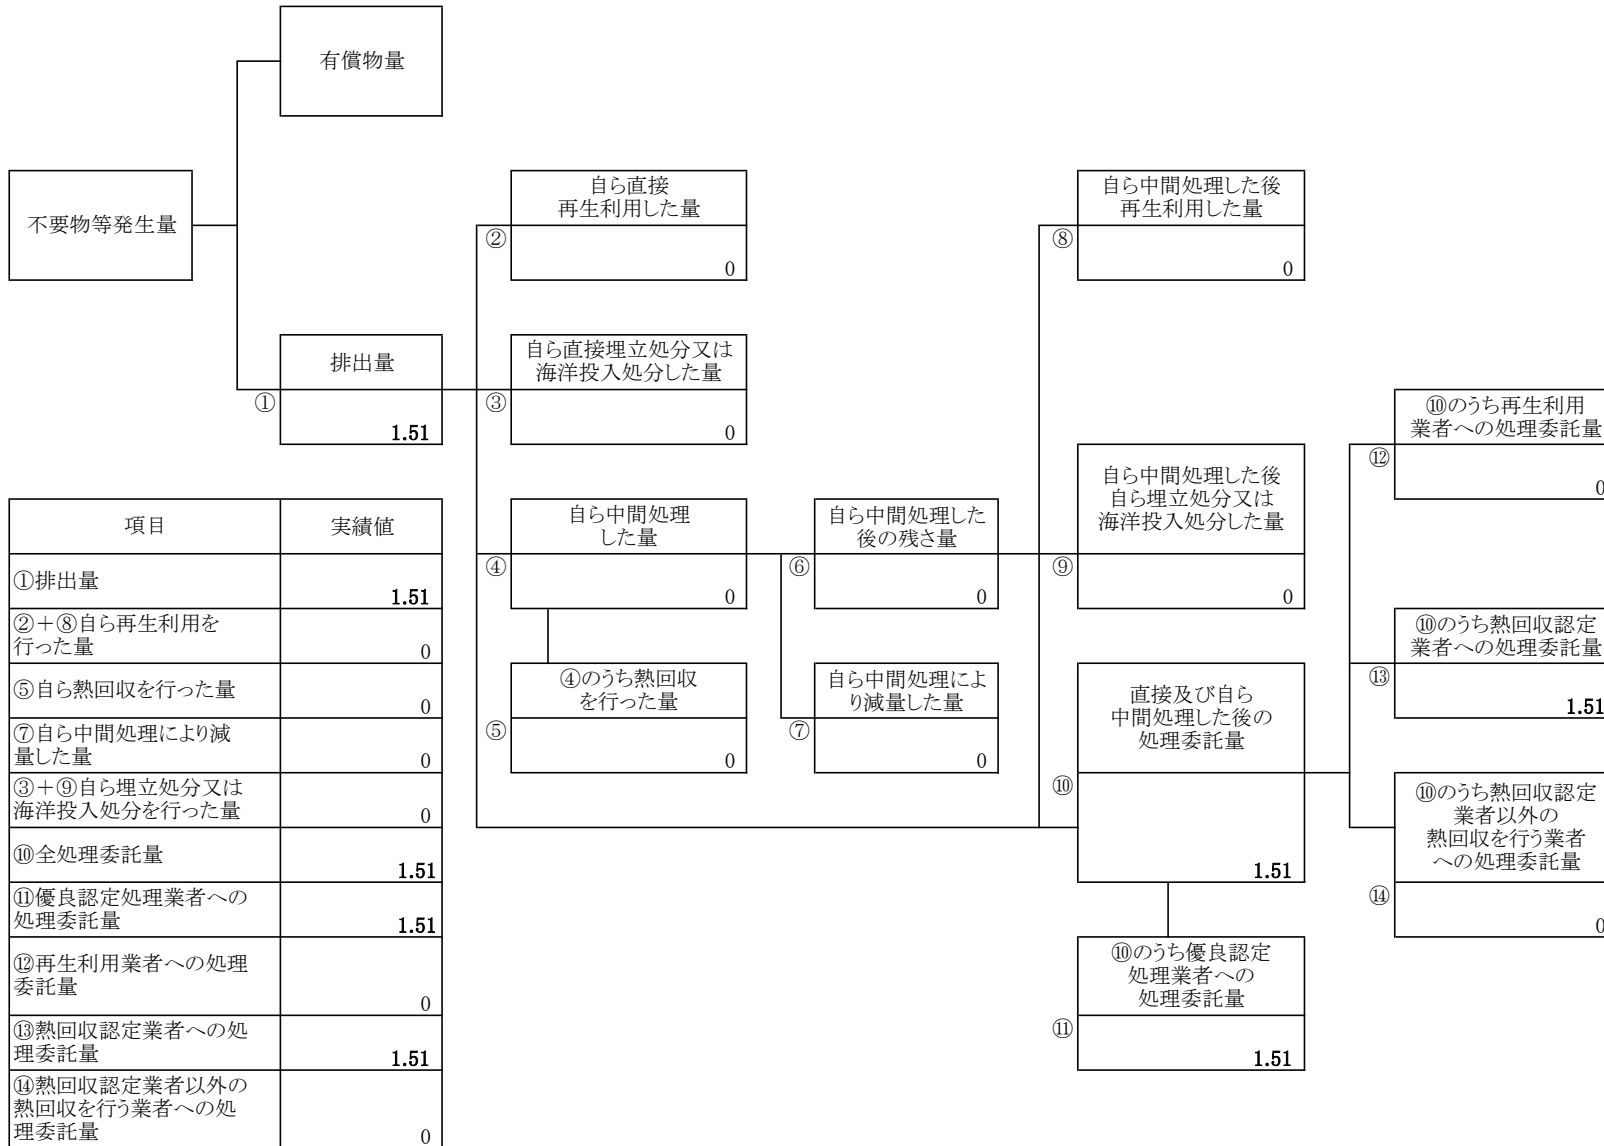 有償物量
不要物等発生量
自ら直接
再生利用した量
②
0
自ら中間処理した後
再生利用した量
⑧
0
排出量
①
1.51
自ら直接埋立処分又は
海洋投入処分した量
③
0
⑩のうち再生利用
業者への処理委託量
⑫
0
自ら中間処理
した量
④
0
自ら中間処理した
後の残さ量
⑥
0
自ら中間処理した後
自ら埋立処分又は
海洋投入処分した量
⑨
0
⑩のうち熱回収認定
業者への処理委託量
⑬
1.51
④のうち熱回収
を行った量
⑤
0
自ら中間処理によ
り減量した量
⑦
0
直接及び自ら
中間処理した後の
処理委託量
⑩
1.51
⑩のうち熱回収認定
業者以外の
熱回収を行う業者
への処理委託量
⑭
0
⑩のうち優良認定
処理業者への
処理委託量
⑪
1.51
項目 実績値
①排出量 1.51
②＋⑧自ら再生利用を
行った量 0
⑤自ら熱回収を行った量 0
⑦自ら中間処理により減
量した量 0
③＋⑨自ら埋立処分又は
海洋投入処分を行った量 0
⑩全処理委託量 1.51
⑪優良認定処理業者への
処理委託量 1.51
⑫再生利用業者への処理
委託量 0
⑬熱回収認定業者への処
理委託量 1.51
⑭熱回収認定業者以外の
熱回収を行う業者への処
理委託量 0